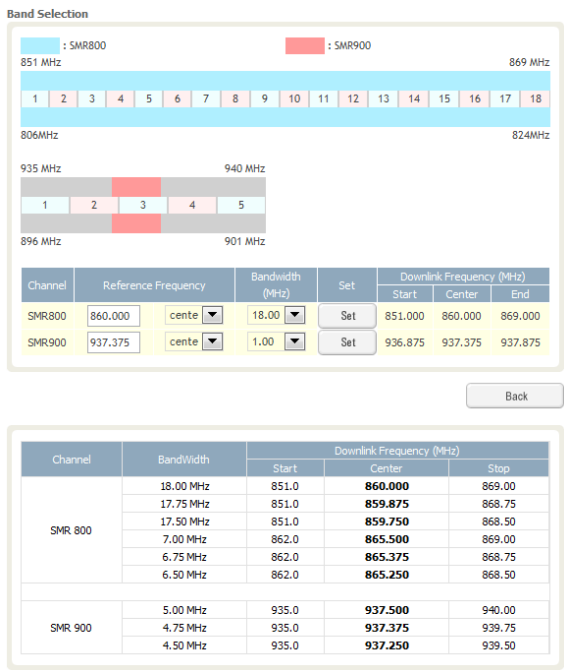 Band Selection
: SMR800 : SMR900
851 MHz 869 MHz
1 2 3 4 5 6 7 8 9 10 11 12 13 14 15 16 17 18
806MHz 824MHz
935 MHz 940 MHz
1 2 3 4 5
896 MHz 901 MHz
Channel Reference Frequency Bandwidth (MHz) Set Downlink Frequency (MHz)
Start Center End
SMR800 860.000 cente 18.00 Set 851.000 860.000 869.000
SMR900 937.375 cente 1.00 Set 936.875 937.375 937.875
Back
Channel BandWidth Downlink Frequency (MHz)
Start Center Stop
SMR 800
18.00 MHz 851.0 860.000 869.00
17.75 MHz 851.0 859.875 868.75
17.50 MHz 851.0 859.750 868.50
7.00 MHz 862.0 865.500 869.00
6.75 MHz 862.0 865.375 868.75
6.50 MHz 862.0 865.250 868.50
SMR 900
5.00 MHz 935.0 937.500 940.00
4.75 MHz 935.0 937.375 939.75
4.50 MHz 935.0 937.250 939.50